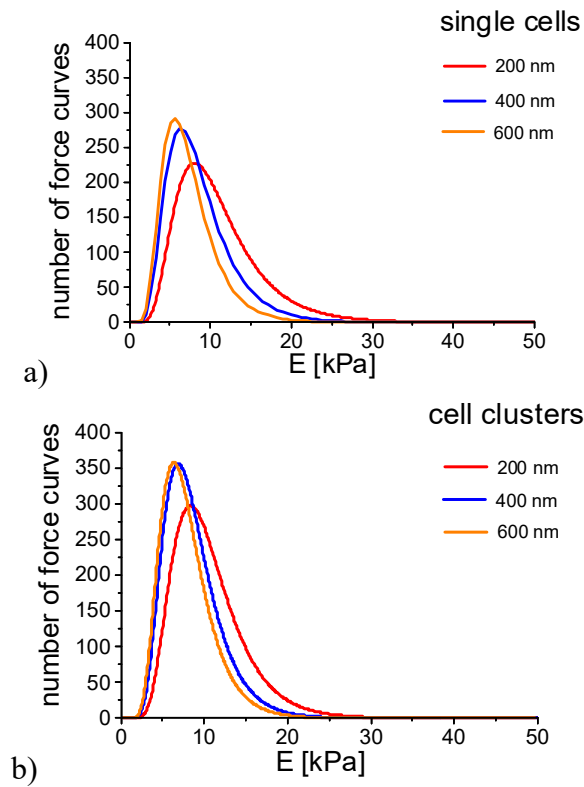 single cells
200 nm
400 nm
600 nm
number of force curves
400
350
300
250
200
150
100
50
0
0 10 20 30 40 50
E [kPa]
a)
cell clusters
200 nm
400 nm
600 nm
number of force curves
400
350
300
250
200
150
100
50
0
0 10 20 30 40 50
E [kPa]
b)